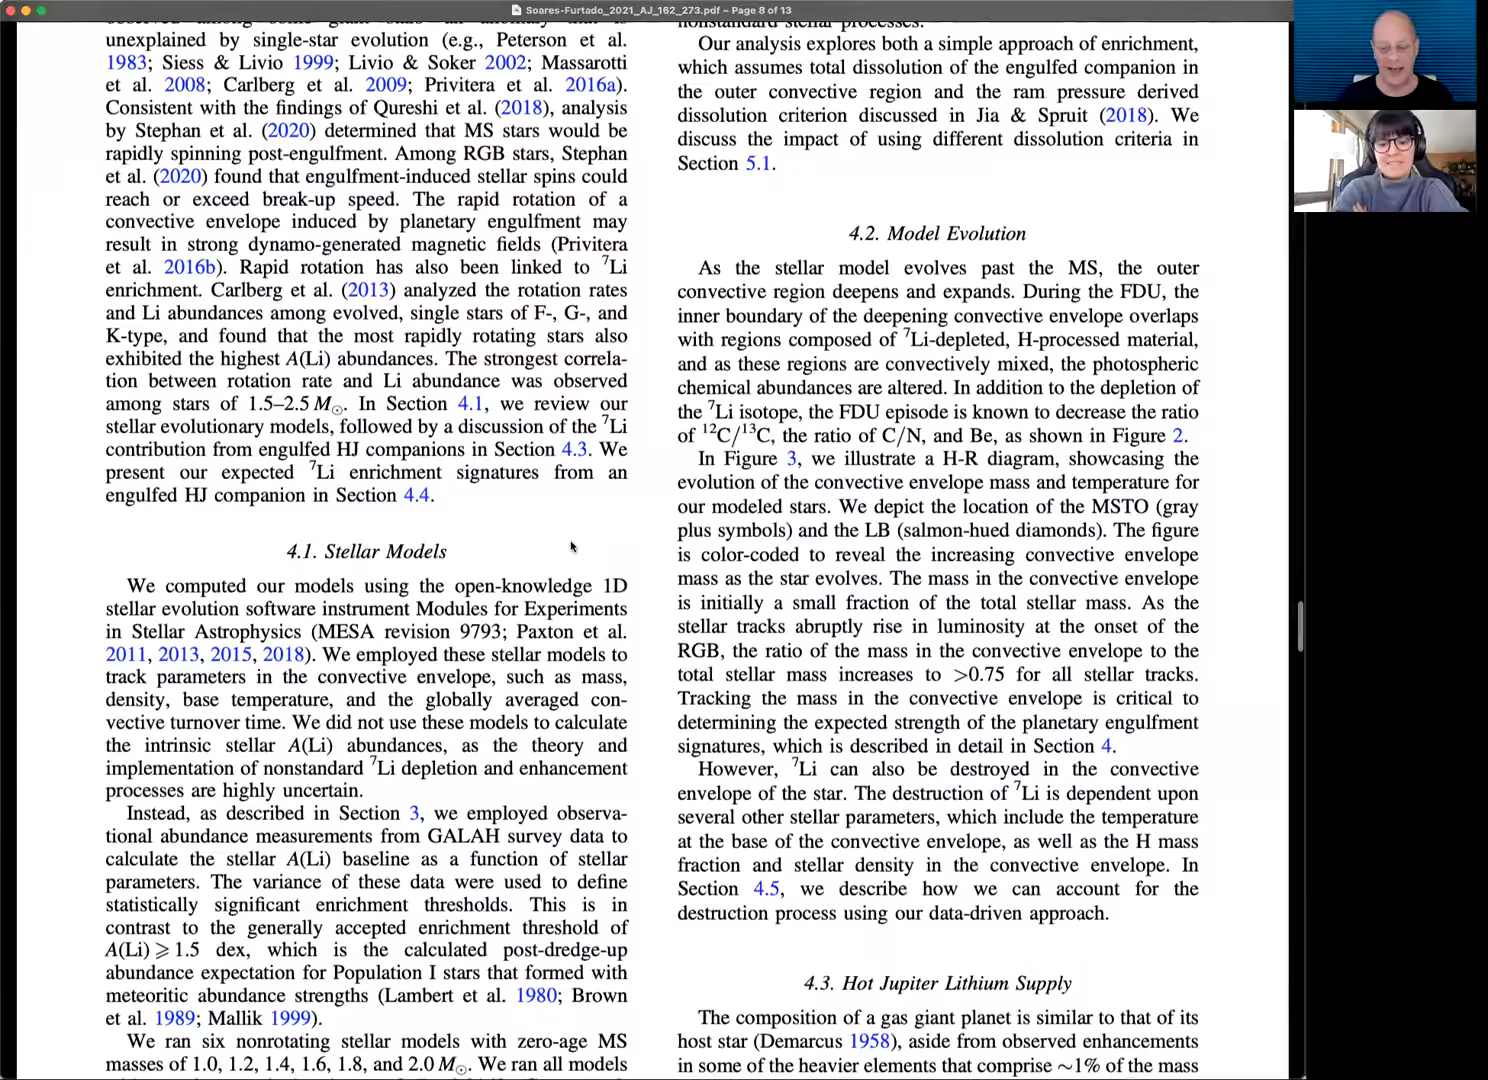 Soares-Furtado_2021_AJ_162_273.pdf – Page 8 of 13
unexplained by single-star evolution (e.g., Peterson et al.
1983; Siess & Livio 1999; Livio & Soker 2002; Massarotti
et al. 2008; Carlberg et al. 2009; Privitera et al. 2016a).
Consistent with the findings of Qureshi et al. (2018), analysis
by Stephan et al. (2020) determined that MS stars would be
rapidly spinning post-engulfment. Among RGB stars, Stephan
et al. (2020) found that engulfment-induced stellar spins could
reach or exceed break-up speed. The rapid rotation of a
convective envelope induced by planetary engulfment may
result in strong dynamo-generated magnetic fields (Privitera
et al. 2016b). Rapid rotation has also been linked to ⁷Li
enrichment. Carlberg et al. (2013) analyzed the rotation rates
and Li abundances among evolved, single stars of F-, G-, and
K-type, and found that the most rapidly rotating stars also
exhibited the highest A(Li) abundances. The strongest correla-
tion between rotation rate and Li abundance was observed
among stars of 1.5–2.5 M⊙. In Section 4.1, we review our
stellar evolutionary models, followed by a discussion of the ⁷Li
contribution from engulfed HJ companions in Section 4.3. We
present our expected ⁷Li enrichment signatures from an
engulfed HJ companion in Section 4.4.
4.1. Stellar Models
We computed our models using the open-knowledge 1D
stellar evolution software instrument Modules for Experiments
in Stellar Astrophysics (MESA revision 9793; Paxton et al.
2011, 2013, 2015, 2018). We employed these stellar models to
track parameters in the convective envelope, such as mass,
density, base temperature, and the globally averaged con-
vective turnover time. We did not use these models to calculate
the intrinsic stellar A(Li) abundances, as the theory and
implementation of nonstandard ⁷Li depletion and enhancement
processes are highly uncertain.
Instead, as described in Section 3, we employed observa-
tional abundance measurements from GALAH survey data to
calculate the stellar A(Li) baseline as a function of stellar
parameters. The variance of these data were used to define
statistically significant enrichment thresholds. This is in
contrast to the generally accepted enrichment threshold of
A(Li) ⩾ 1.5 dex, which is the calculated post-dredge-up
abundance expectation for Population I stars that formed with
meteoritic abundance strengths (Lambert et al. 1980; Brown
et al. 1989; Mallik 1999).
We ran six nonrotating stellar models with zero-age MS
masses of 1.0, 1.2, 1.4, 1.6, 1.8, and 2.0 M⊙. We ran all models
nonstandard stellar processes.
Our analysis explores both a simple approach of enrichment,
which assumes total dissolution of the engulfed companion in
the outer convective region and the ram pressure derived
dissolution criterion discussed in Jia & Spruit (2018). We
discuss the impact of using different dissolution criteria in
Section 5.1.
4.2. Model Evolution
As the stellar model evolves past the MS, the outer
convective region deepens and expands. During the FDU, the
inner boundary of the deepening convective envelope overlaps
with regions composed of ⁷Li-depleted, H-processed material,
and as these regions are convectively mixed, the photospheric
chemical abundances are altered. In addition to the depletion of
the ⁷Li isotope, the FDU episode is known to decrease the ratio
of ¹²C/¹³C, the ratio of C/N, and Be, as shown in Figure 2.
In Figure 3, we illustrate a H-R diagram, showcasing the
evolution of the convective envelope mass and temperature for
our modeled stars. We depict the location of the MSTO (gray
plus symbols) and the LB (salmon-hued diamonds). The figure
is color-coded to reveal the increasing convective envelope
mass as the star evolves. The mass in the convective envelope
is initially a small fraction of the total stellar mass. As the
stellar tracks abruptly rise in luminosity at the onset of the
RGB, the ratio of the mass in the convective envelope to the
total stellar mass increases to >0.75 for all stellar tracks.
Tracking the mass in the convective envelope is critical to
determining the expected strength of the planetary engulfment
signatures, which is described in detail in Section 4.
However, ⁷Li can also be destroyed in the convective
envelope of the star. The destruction of ⁷Li is dependent upon
several other stellar parameters, which include the temperature
at the base of the convective envelope, as well as the H mass
fraction and stellar density in the convective envelope. In
Section 4.5, we describe how we can account for the
destruction process using our data-driven approach.
4.3. Hot Jupiter Lithium Supply
The composition of a gas giant planet is similar to that of its
host star (Demarcus 1958), aside from observed enhancements
in some of the heavier elements that comprise ~1% of the mass